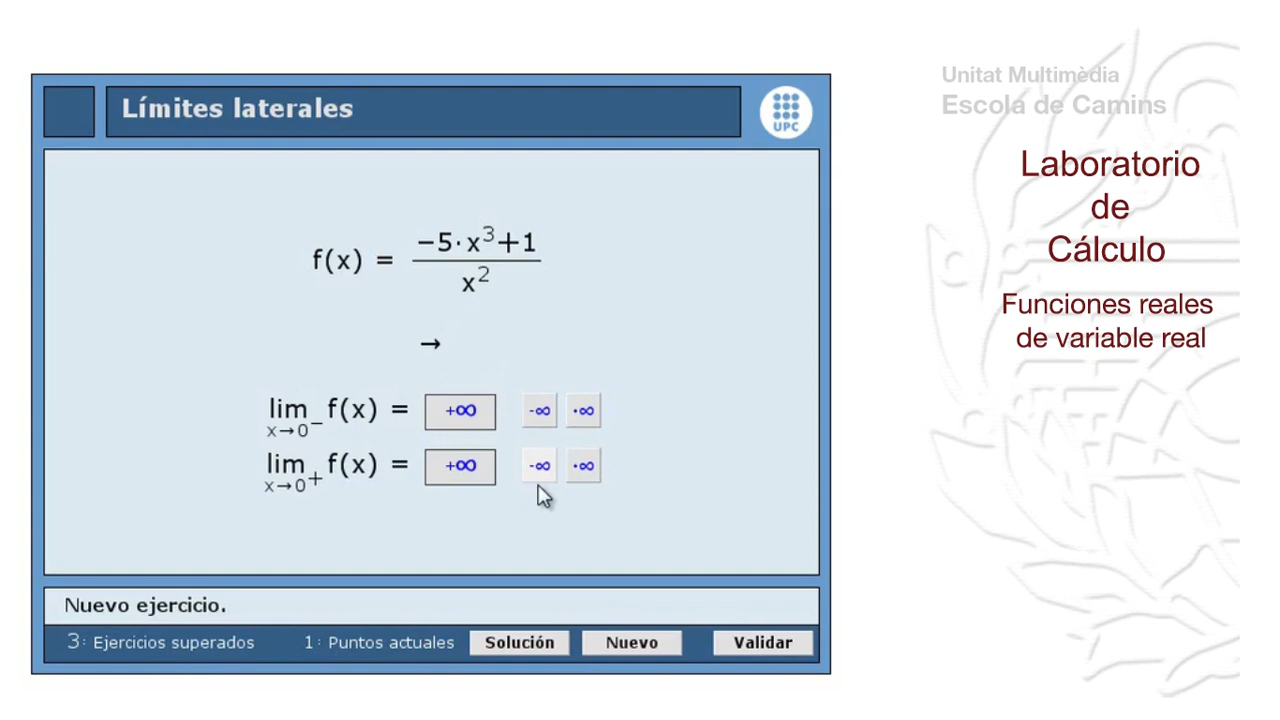 Unitat Multimèdia
Escola de Camins
Laboratorio
de
Cálculo
Funciones reales
de variable real
Límites laterales
UPC
f(x) = (−5·x³+1)/x²
→
lim x→0− f(x) = +∞ -∞ ·∞
lim x→0+ f(x) = +∞ -∞ ·∞
Nuevo ejercicio.
3: Ejercicios superados 1: Puntos actuales Solución Nuevo Validar